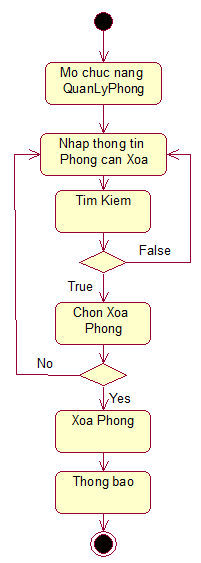 Mo chuc nang
QuanLyPhong
Nhap thong tin
Phong can Xoa
Tim Kiem
False
True
Chon Xoa
Phong
No
Yes
Xoa Phong
Thong bao